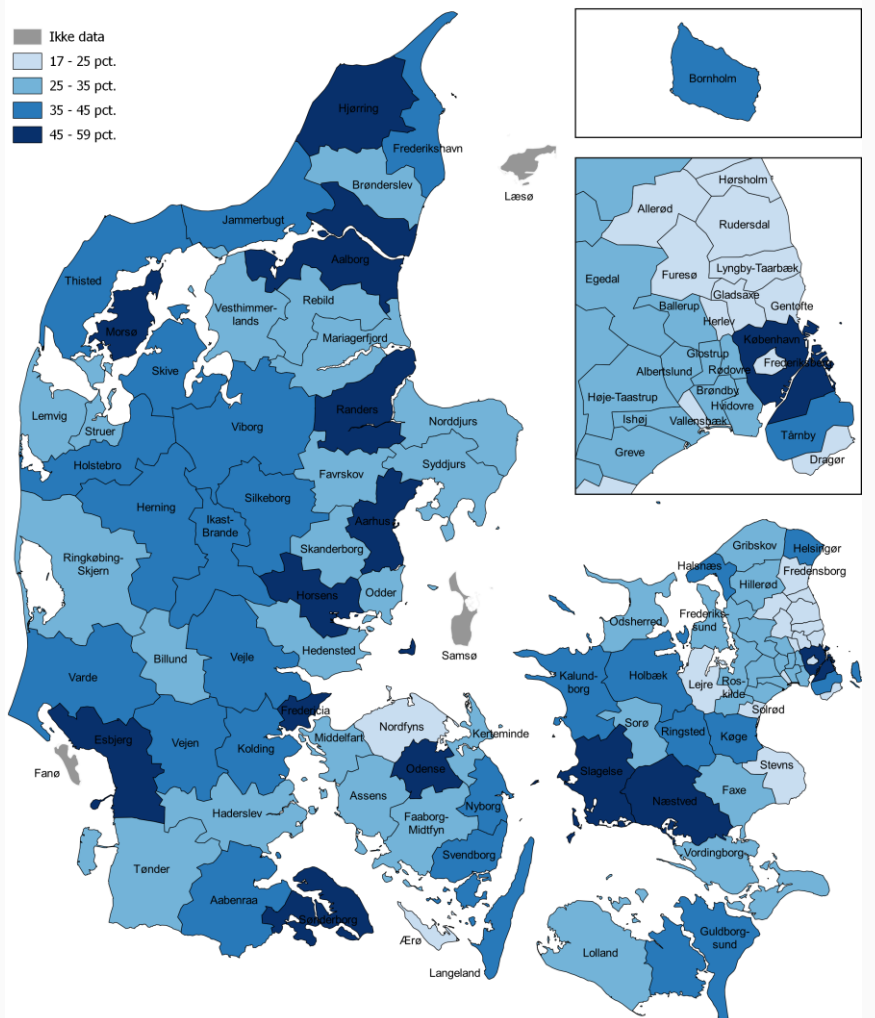 Ikke data
17 - 25 pct.
25 - 35 pct.
35 - 45 pct.
45 - 59 pct.
Bornholm
Hjørring
Frederikshavn
Brønderslev
Læsø
Jammerbugt
Aalborg
Thisted
Vesthimmer-
lands
Rebild
Morsø
Mariagerfjord
Skive
Randers
Lemvig
Struer
Viborg
Norddjurs
Holstebro
Favrskov
Syddjurs
Herning
Silkeborg
Ikast-
Brande
Aarhus
Skanderborg
Ringkøbing-
Skjern
Horsens
Odder
Samsø
Hedensted
Billund
Vejle
Varde
Fredericia
Esbjerg
Vejen
Kolding
Middelfart
Nordfyns
Kerteminde
Fanø
Odense
Assens
Nyborg
Haderslev
Faaborg-
Midtfyn
Svendborg
Tønder
Aabenraa
Sønderborg
Ærø
Langeland
Hørsholm
Allerød
Rudersdal
Egedal
Furesø
Lyngby-Taarbæk
Gladsaxe
Ballerup
Gentofte
Herlev
København
Glostrup
Frederiksberg
Rødovre
Albertslund
Høje-Taastrup
Brøndby
Hvidovre
Ishøj
Vallensbæk
Tårnby
Greve
Dragør
Gribskov
Helsingør
Halsnæs
Fredensborg
Hillerød
Odsherred
Frederiks-
sund
Kalund-
borg
Holbæk
Lejre
Ros-
kilde
Solrød
Sorø
Ringsted
Køge
Stevns
Slagelse
Næstved
Faxe
Vordingborg
Guldborg-
sund
Lolland